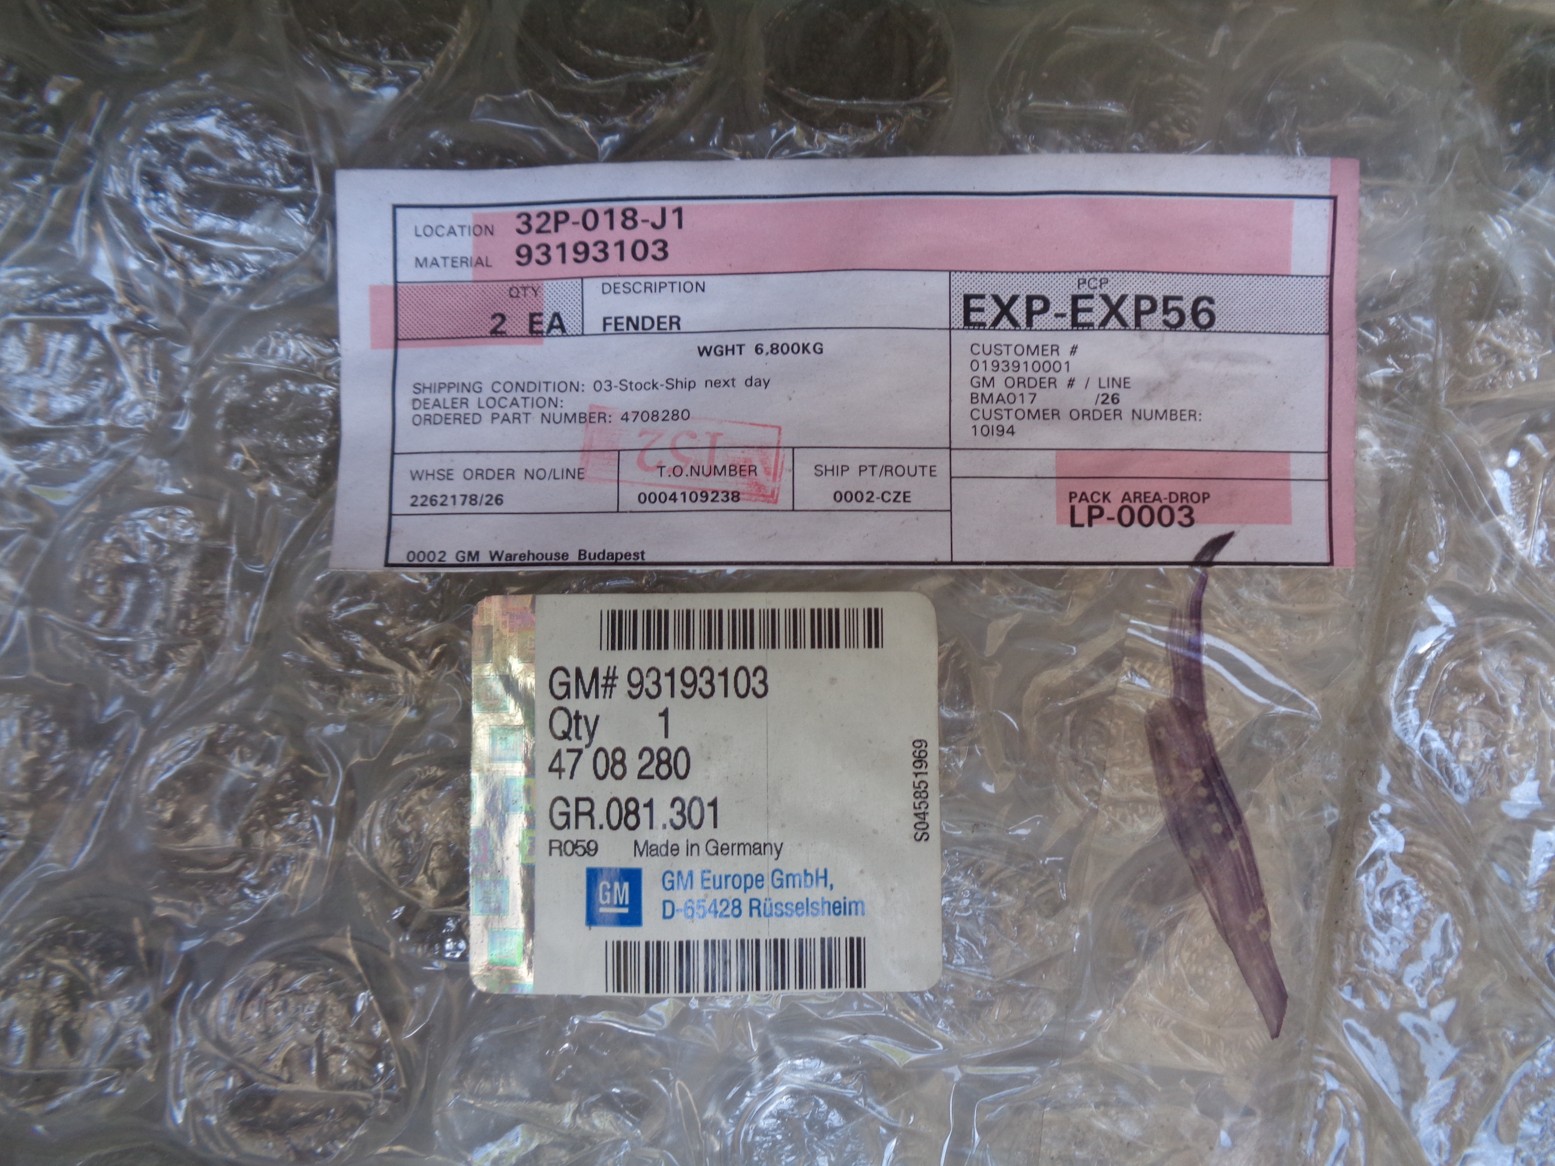 LOCATION 32P-018-J1
MATERIAL 93193103
QTY
2 EA
DESCRIPTION
FENDER
PCP
EXP-EXP56
WGHT 6,800KG
SHIPPING CONDITION: 03-Stock-Ship next day
DEALER LOCATION:
ORDERED PART NUMBER: 4708280
CUSTOMER #
0193910001
GM ORDER # / LINE
BMA017 /26
CUSTOMER ORDER NUMBER:
10I94
152
WHSE ORDER NO/LINE
2262178/26
T.O.NUMBER
0004109238
SHIP PT/ROUTE
0002-CZE
PACK AREA-DROP
LP-0003
0002 GM Warehouse Budapest
GM# 93193103
Qty 1
47 08 280
GR.081.301
R059 Made in Germany
GM
GM Europe GmbH,
D-65428 Rüsselsheim
S045851969